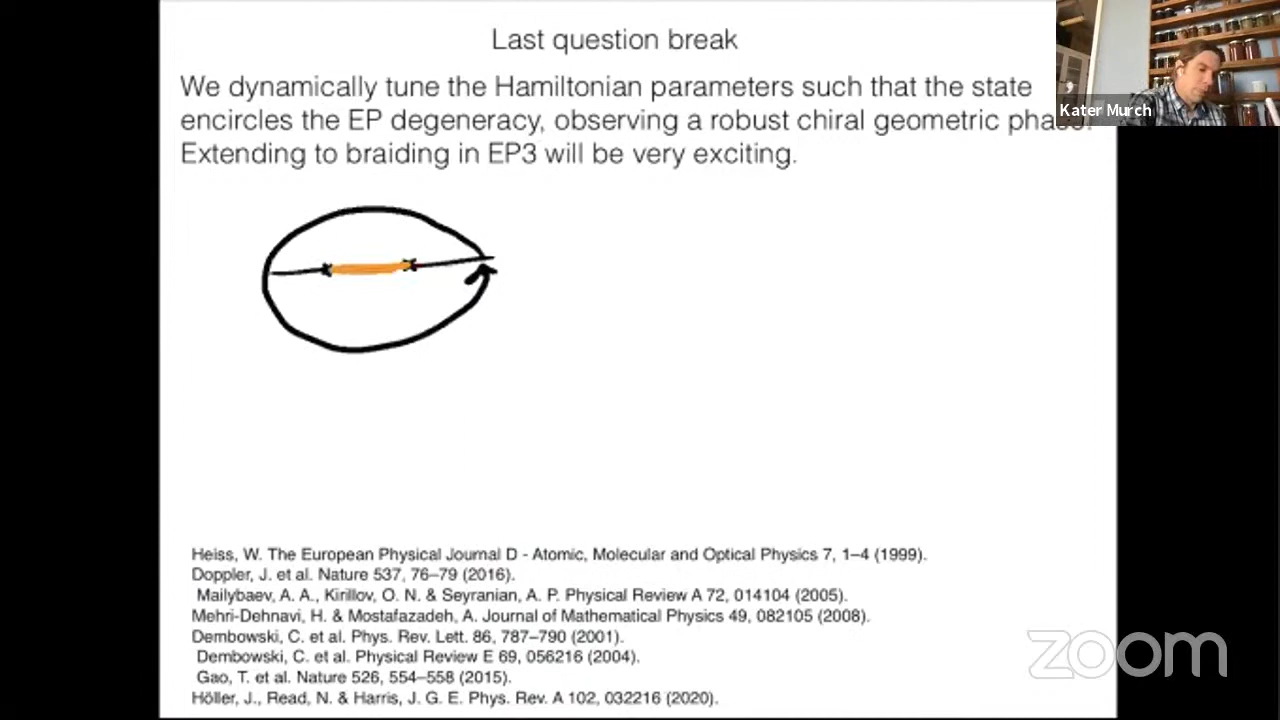 Last question break
We dynamically tune the Hamiltonian parameters such that the state
encircles the EP degeneracy, observing a robust chiral geometric
Extending to braiding in EP3 will be very exciting.
Kater Murch
Heiss, W. The European Physical Journal D - Atomic, Molecular and Optical Physics 7, 1–4 (1999).
Doppler, J. et al. Nature 537, 76–79 (2016).
Mailybaev, A. A., Kirillov, O. N. & Seyranian, A. P. Physical Review A 72, 014104 (2005).
Mehri-Dehnavi, H. & Mostafazadeh, A. Journal of Mathematical Physics 49, 082105 (2008).
Dembowski, C. et al. Phys. Rev. Lett. 86, 787–790 (2001).
Dembowski, C. et al. Physical Review E 69, 056216 (2004).
Gao, T. et al. Nature 526, 554–558 (2015).
Höller, J., Read, N. & Harris, J. G. E. Phys. Rev. A 102, 032216 (2020).
zoom